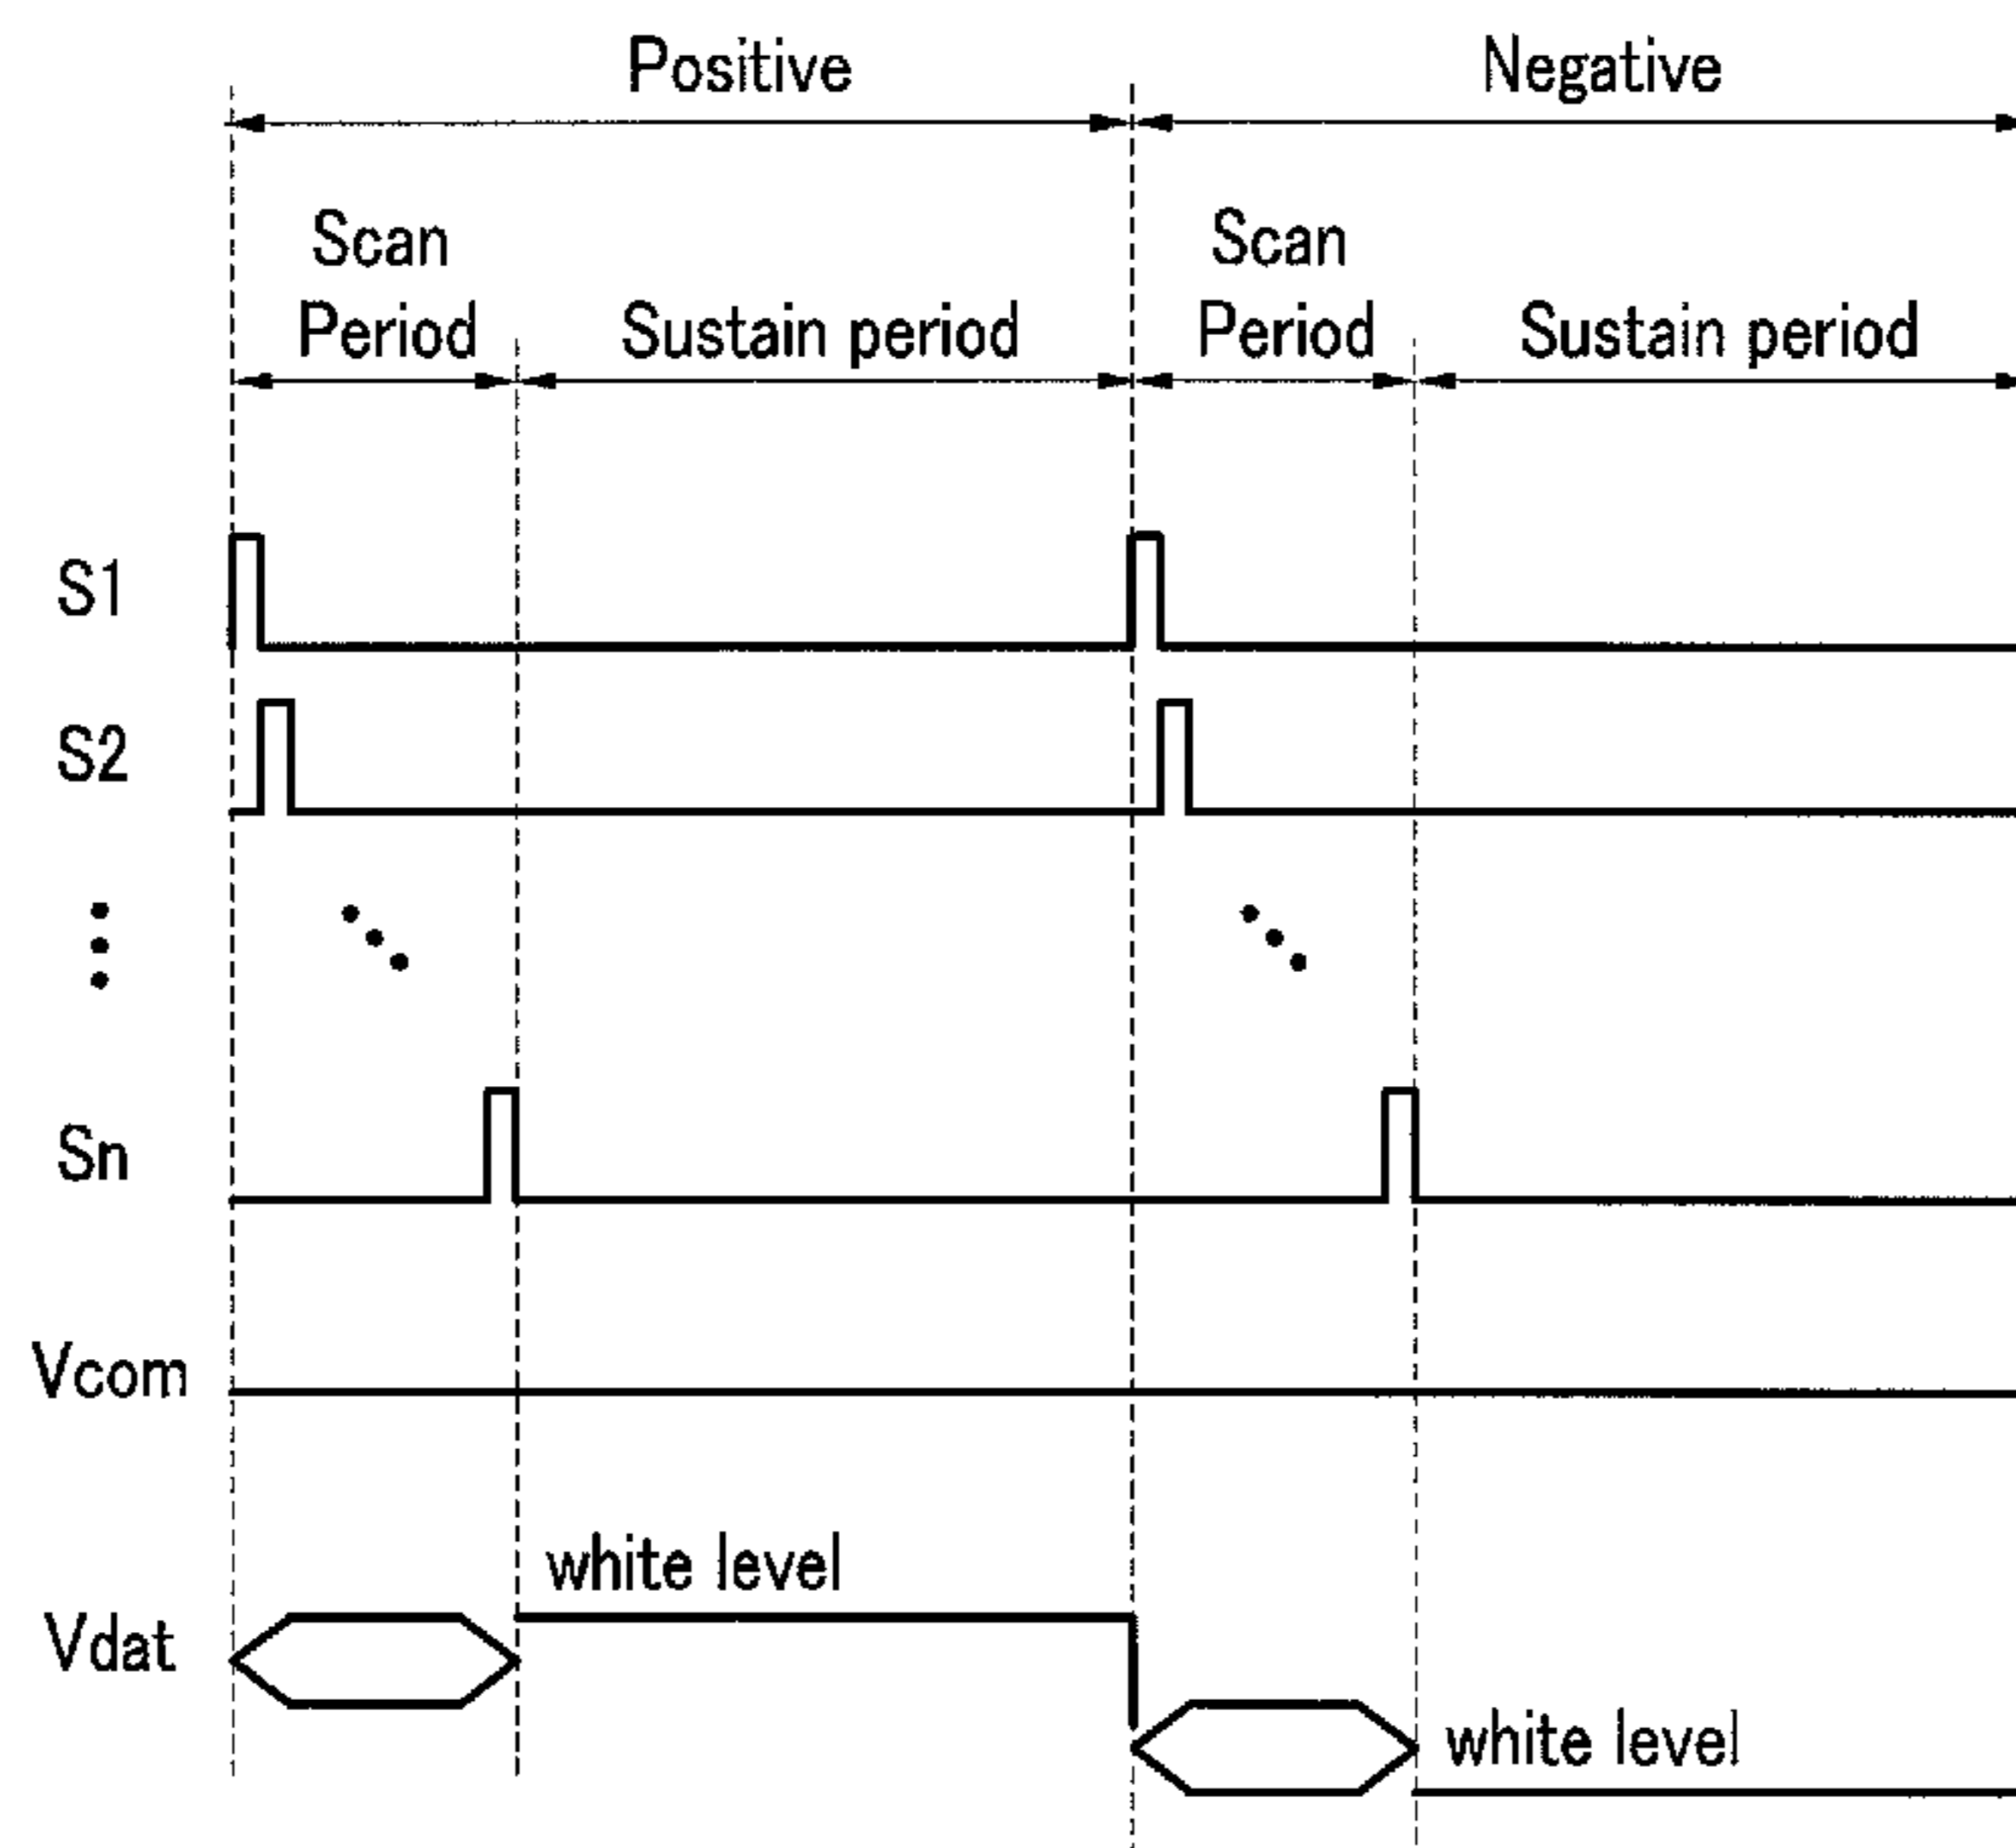 Positive
Negative
Scan
Period
Sustain period
Scan
Period
Sustain period
S1
S2
Sn
Vcom
white level
Vdat
white level